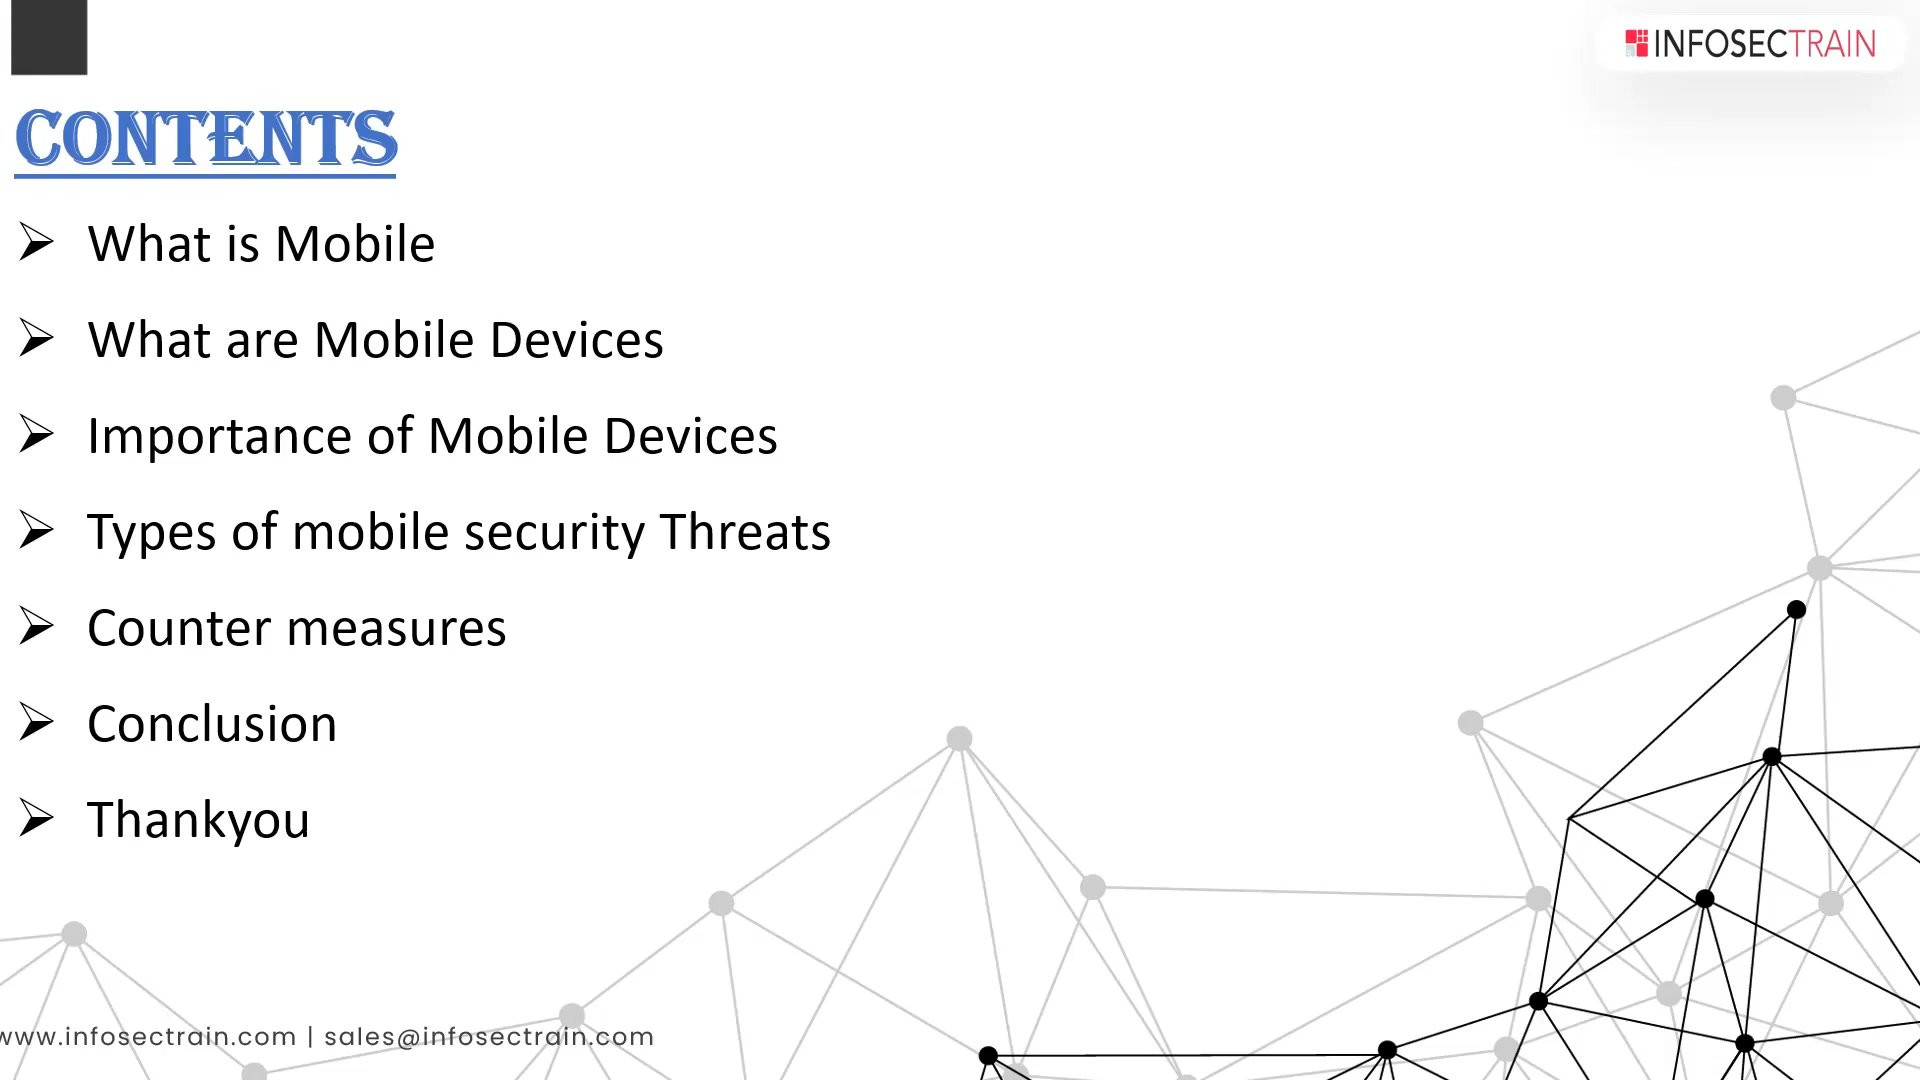 INFOSECTRAIN
CONTENTS
What is Mobile
What are Mobile Devices
Importance of Mobile Devices
Types of mobile security Threats
Counter measures
Conclusion
Thankyou
www.infosectrain.com | sales@infosectrain.com